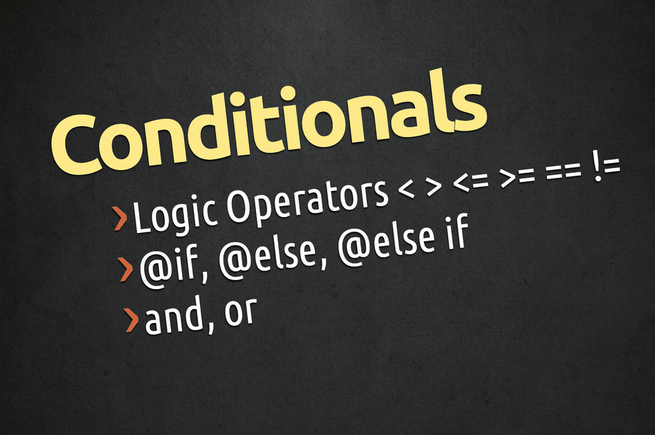 Conditionals
›Logic Operators < > <= >= == !=
›@if, @else, @else if
›and, or